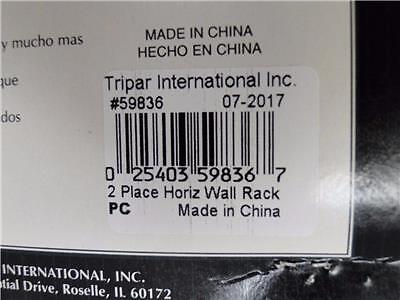 MADE IN CHINA
HECHO EN CHINA
y mucho mas
que
dos
Tripar International Inc.
#59836 07-2017
0 25403 59836 7
2 Place Horiz Wall Rack
PC Made in China
INTERNATIONAL, INC.
tial Drive, Roselle, IL 60172